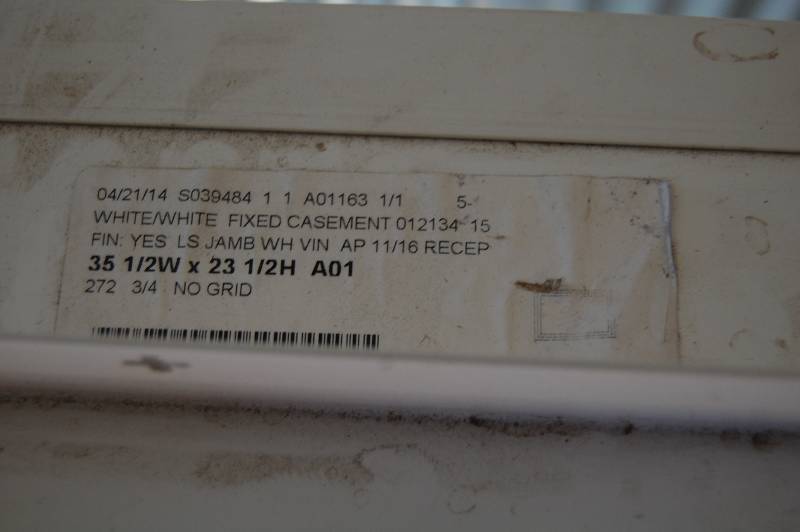 04/21/14 S039484 1 1 A01163 1/1 5-
WHITE/WHITE FIXED CASEMENT 012134 15
FIN: YES LS JAMB WH VIN AP 11/16 RECEP
35 1/2W x 23 1/2H A01
272 3/4 NO GRID